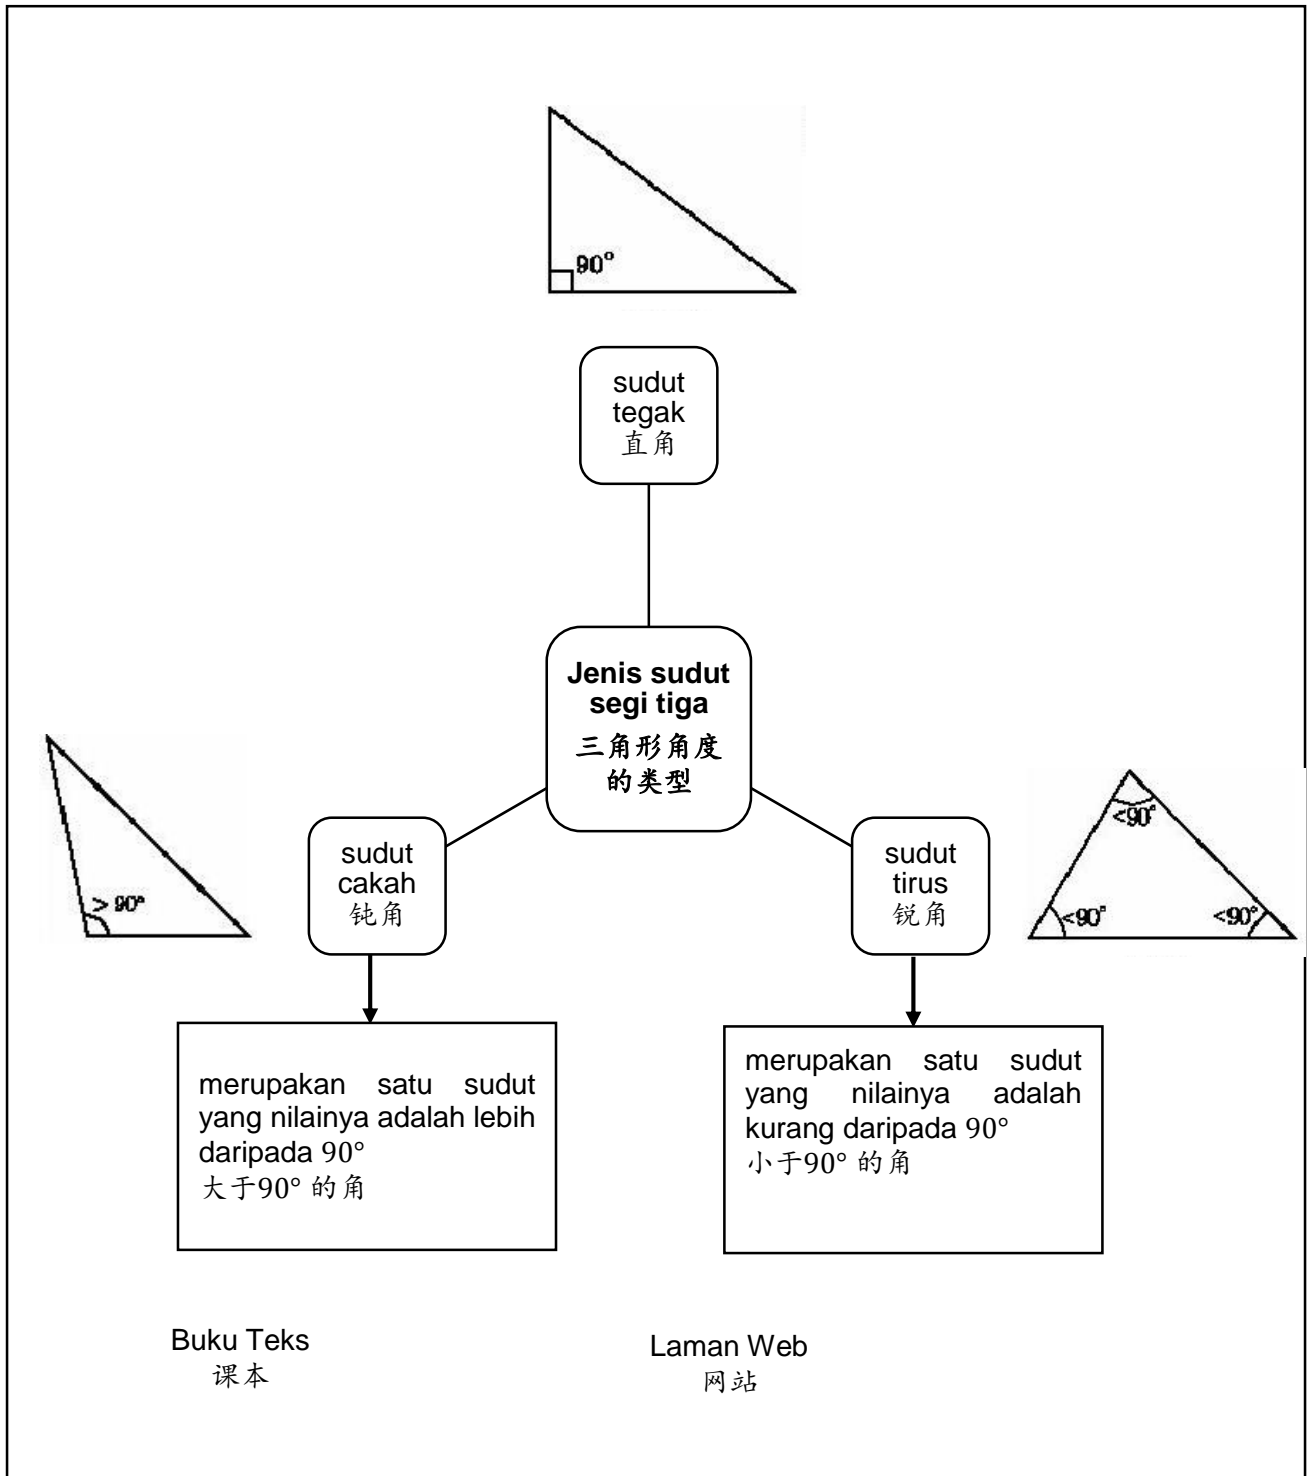 90°
sudut
tegak
直角
Jenis sudut
segi tiga
三角形角度
的类型
> 90°
sudut
cakah
钝角
sudut
tirus
锐角
<90°
<90°
<90°
merupakan satu sudut
yang nilainya adalah lebih
daripada 90°
大于90° 的角
merupakan satu sudut
yang nilainya adalah
kurang daripada 90°
小于90° 的角
Buku Teks
课本
Laman Web
网站